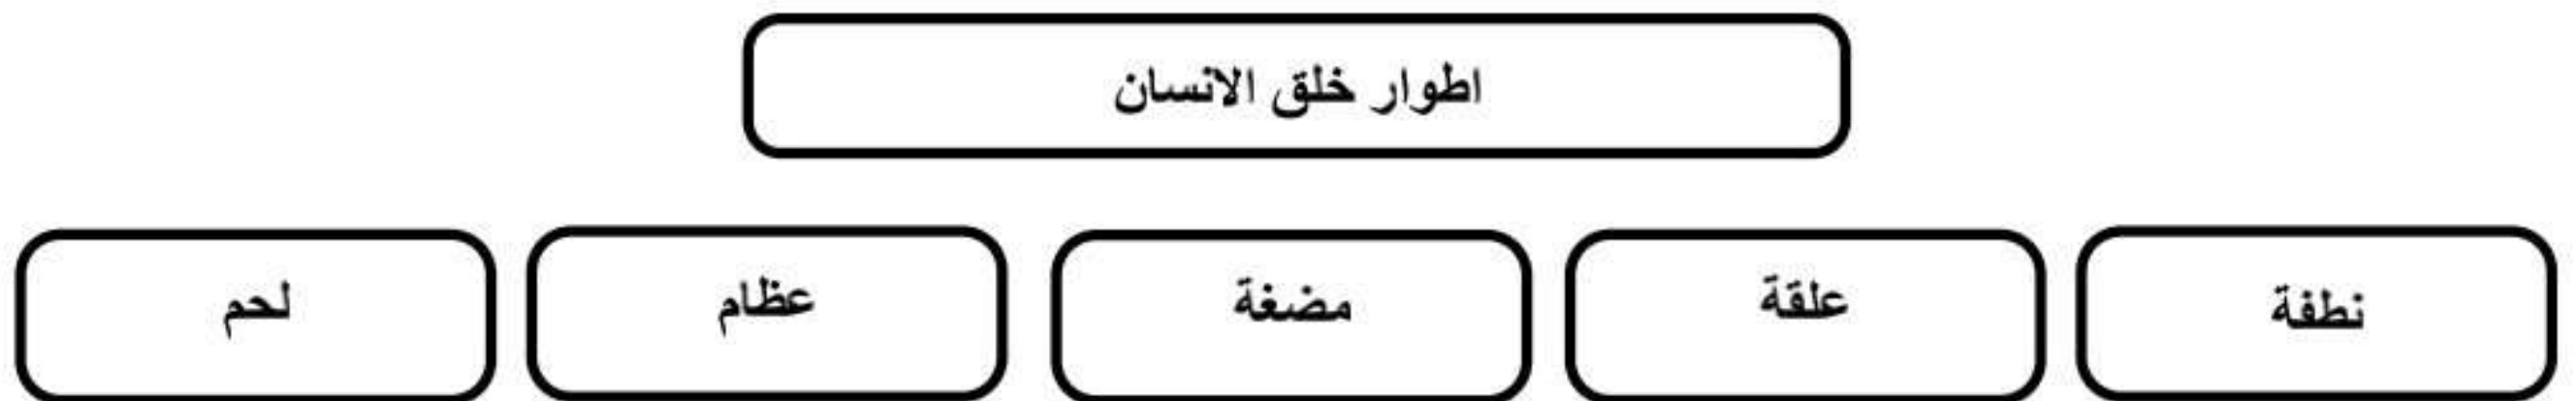 اطوار خلق الانسان
نطفة
علقة
مضغة
عظام
لحم